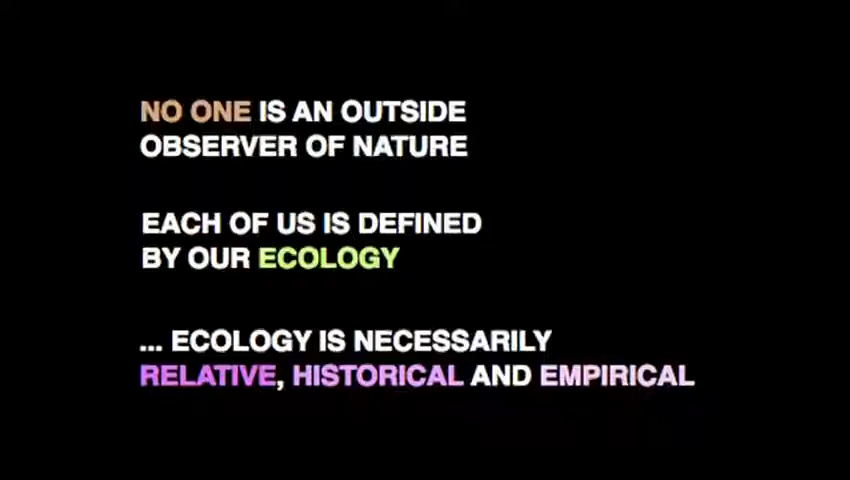 NO ONE IS AN OUTSIDE
OBSERVER OF NATURE
EACH OF US IS DEFINED
BY OUR ECOLOGY
... ECOLOGY IS NECESSARILY
RELATIVE, HISTORICAL AND EMPIRICAL